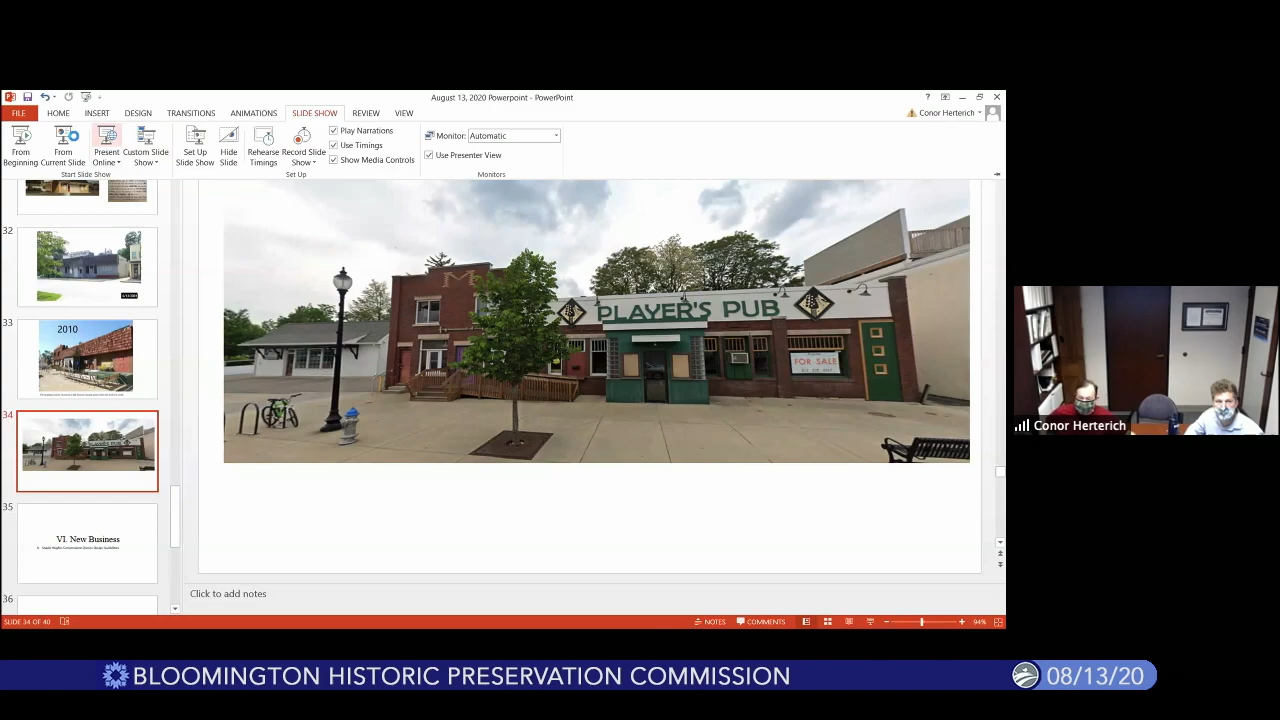 August 13, 2020 Powerpoint - PowerPoint
FILE HOME INSERT DESIGN TRANSITIONS ANIMATIONS SLIDE SHOW REVIEW VIEW
Conor Herterich
From Beginning
From Current Slide
Present Online
Custom Slide Show
Set Up Slide Show
Hide Slide
Rehearse Timings
Record Slide Show
Play Narrations
Use Timings
Show Media Controls
Monitor: Automatic
Use Presenter View
Start Slide Show
Set Up
Monitors
32
33
2010
34
35
VI. New Business
36
PLAYER'S PUB
FOR SALE
Click to add notes
SLIDE 34 OF 40
NOTES
COMMENTS
94%
Conor Herterich
BLOOMINGTON HISTORIC PRESERVATION COMMISSION
08/13/20